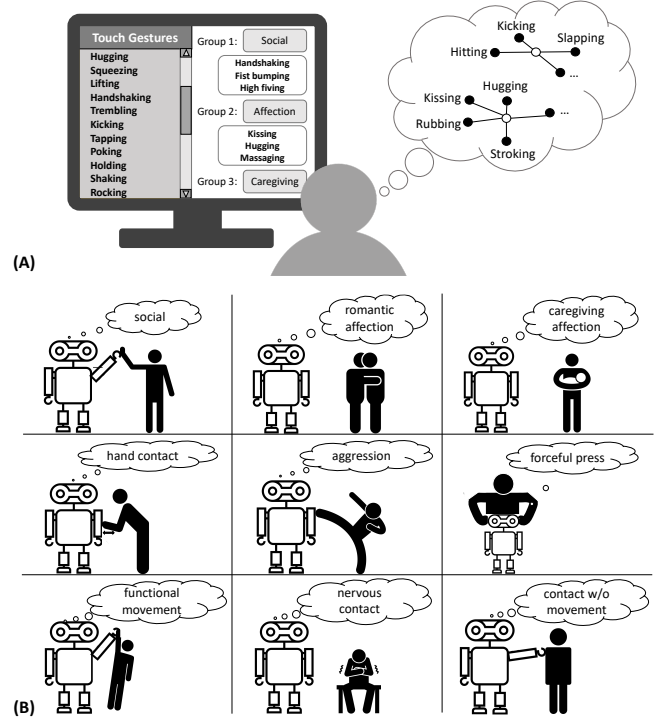 Touch Gestures
Hugging
Squeezing
Lifting
Handshaking
Trembling
Kicking
Tapping
Poking
Holding
Shaking
Rocking
Group 1: Social
Handshaking
Fist bumping
High fiving
Group 2: Affection
Kissing
Hugging
Massaging
Group 3: Caregiving
Kicking
Hitting
Slapping
...
Hugging
Kissing
...
Rubbing
Stroking
(A)
social
romantic
affection
caregiving
affection
hand contact
aggression
forceful press
functional
movement
nervous
contact
contact w/o
movement
(B)